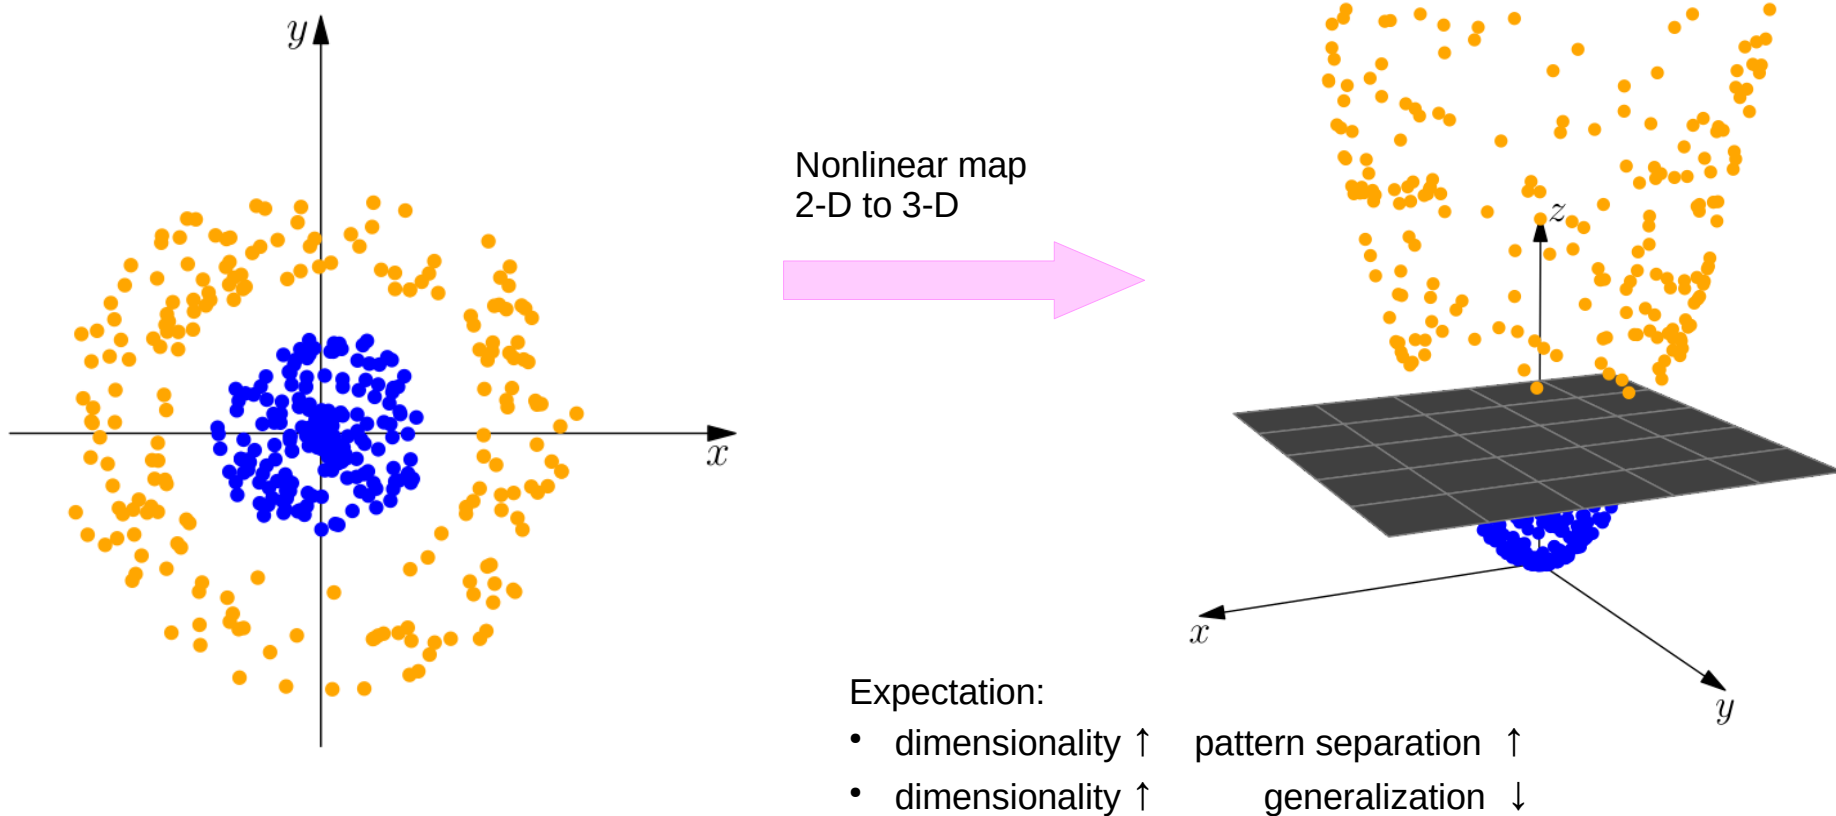 y
x
Nonlinear map
2-D to 3-D
z
x
y
Expectation:
• dimensionality ↑ pattern separation ↑
• dimensionality ↑ generalization ↓